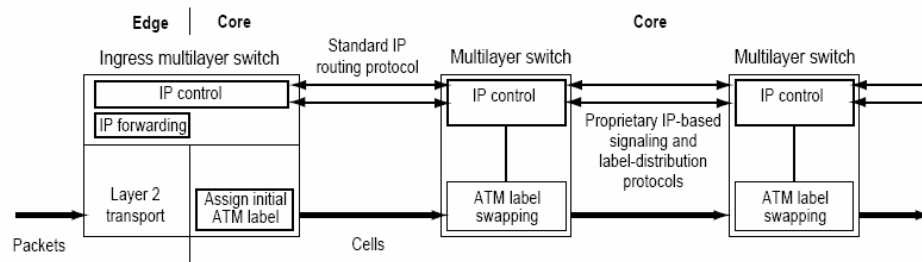 Edge
Core
Core
Ingress multilayer switch
Standard IP
routing protocol
Multilayer switch
Multilayer switch
IP control
IP control
IP control
IP forwarding
Proprietary IP-based
signaling and
label-distribution
protocols
Layer 2
transport
Assign initial
ATM label
ATM label
swapping
ATM label
swapping
Packets
Cells